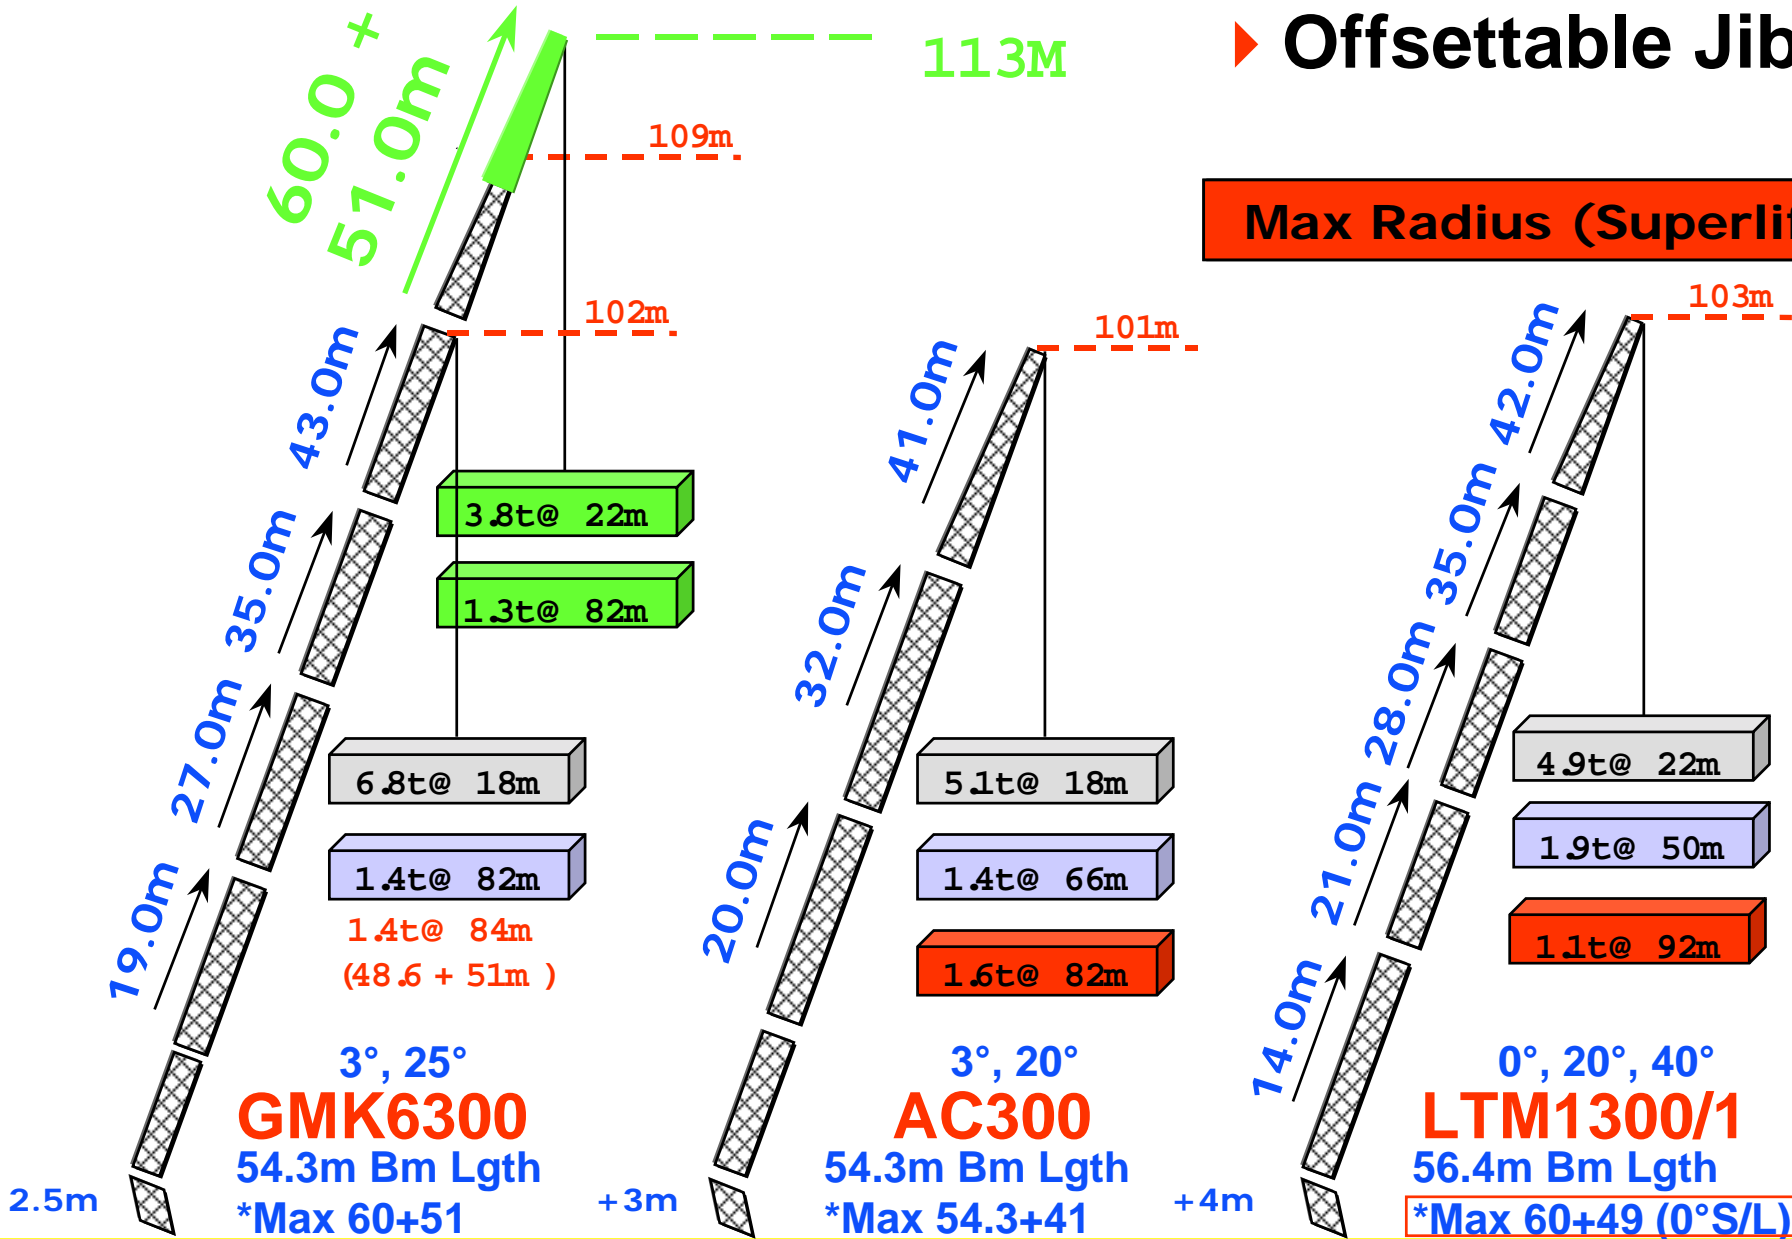 Offsettable Jib
Max Radius (Superlif
60.0 +
51.0m
113M
109m
102m
43.0m
35.0m
27.0m
19.0m
2.5m
3.8t@ 22m
1.3t@ 82m
6.8t@ 18m
1.4t@ 82m
1.4t@ 84m
(48.6 + 51m )
3°, 25°
GMK6300
54.3m Bm Lgth
*Max 60+51
101m
41.0m
32.0m
20.0m
+3m
5.1t@ 18m
1.4t@ 66m
1.6t@ 82m
3°, 20°
AC300
54.3m Bm Lgth
*Max 54.3+41
103m
42.0m
35.0m
28.0m
21.0m
14.0m
+4m
4.9t@ 22m
1.9t@ 50m
1.1t@ 92m
0°, 20°, 40°
LTM1300/1
56.4m Bm Lgth
*Max 60+49 (0°S/L)